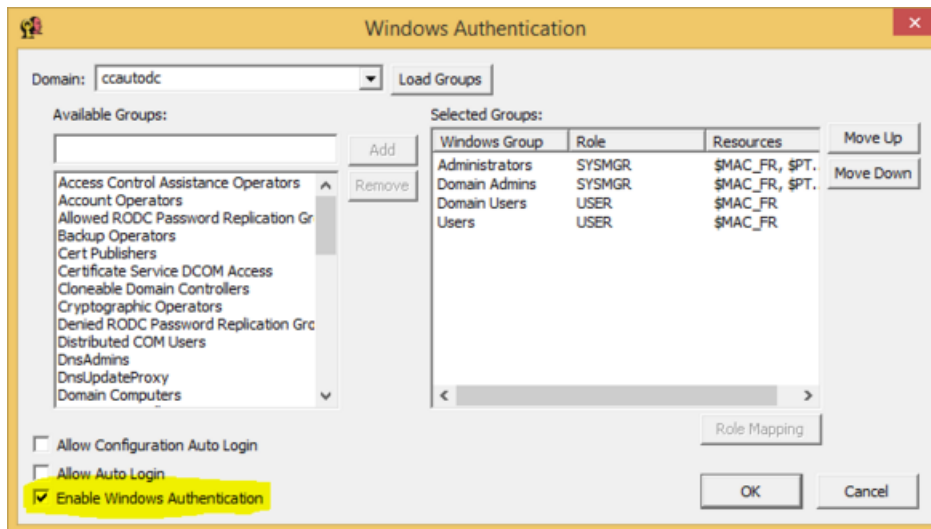 Windows Authentication
Domain: ccautodc
Load Groups
Available Groups:
Add
Remove
Access Control Assistance Operators
Account Operators
Allowed RODC Password Replication Gr
Backup Operators
Cert Publishers
Certificate Service DCOM Access
Cloneable Domain Controllers
Cryptographic Operators
Denied RODC Password Replication Gro
Distributed COM Users
DnsAdmins
DnsUpdateProxy
Domain Computers
Selected Groups:
Windows Group Role Resources
Administrators SYSMGR $MAC_FR, $PT..
Domain Admins SYSMGR $MAC_FR, $PT..
Domain Users USER $MAC_FR
Users USER $MAC_FR
Move Up
Move Down
Role Mapping
Allow Configuration Auto Login
Allow Auto Login
Enable Windows Authentication
OK
Cancel